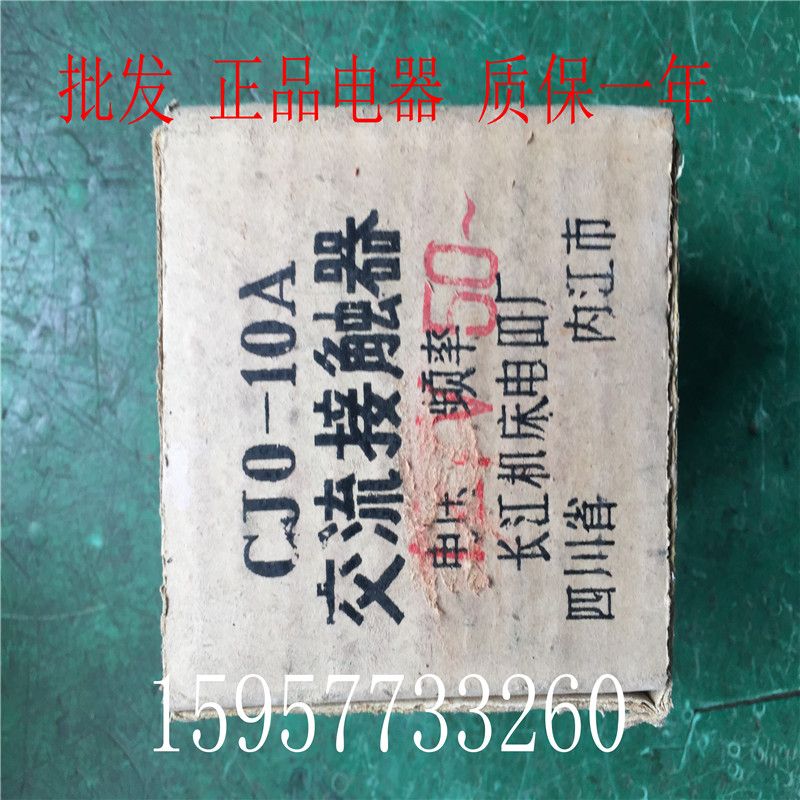 批发 正品电器 质保一年
CJ0-10A
交流接触器
电压 V 频率 50~
长江机床电四厂
四川省 内江市
15957733260